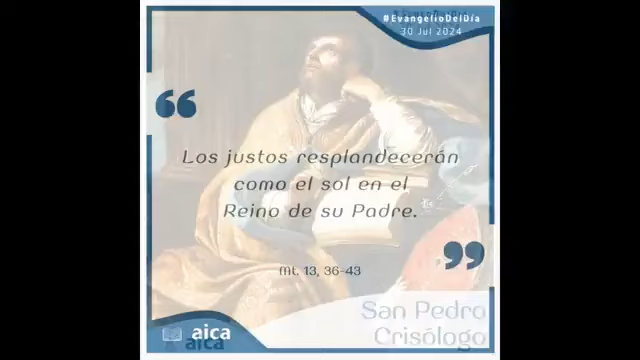 #EvangelioDelDía
30 Jul 2024
Los justos resplandecerán
como el sol en el
Reino de su Padre.
Mt. 13, 36-43
San Pedro
Crisólogo
aica
aica